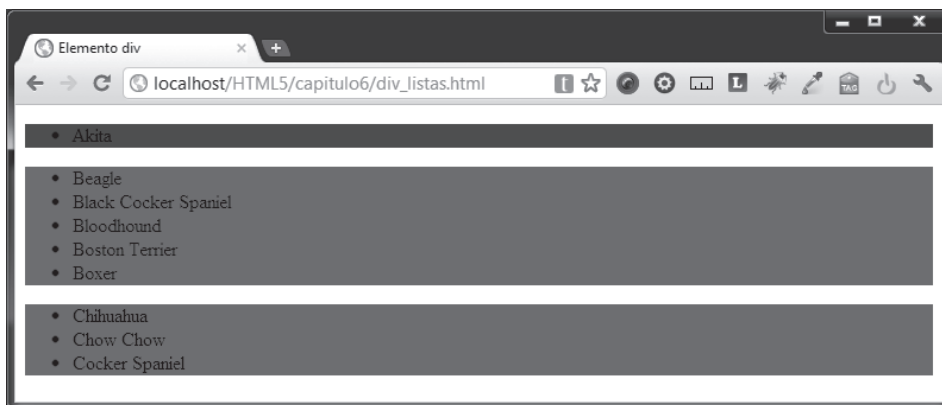 Elemento div
localhost/HTML5/capitulo6/div_listas.html
L
TAG
• Akita
• Beagle
• Black Cocker Spaniel
• Bloodhound
• Boston Terrier
• Boxer
• Chihuahua
• Chow Chow
• Cocker Spaniel